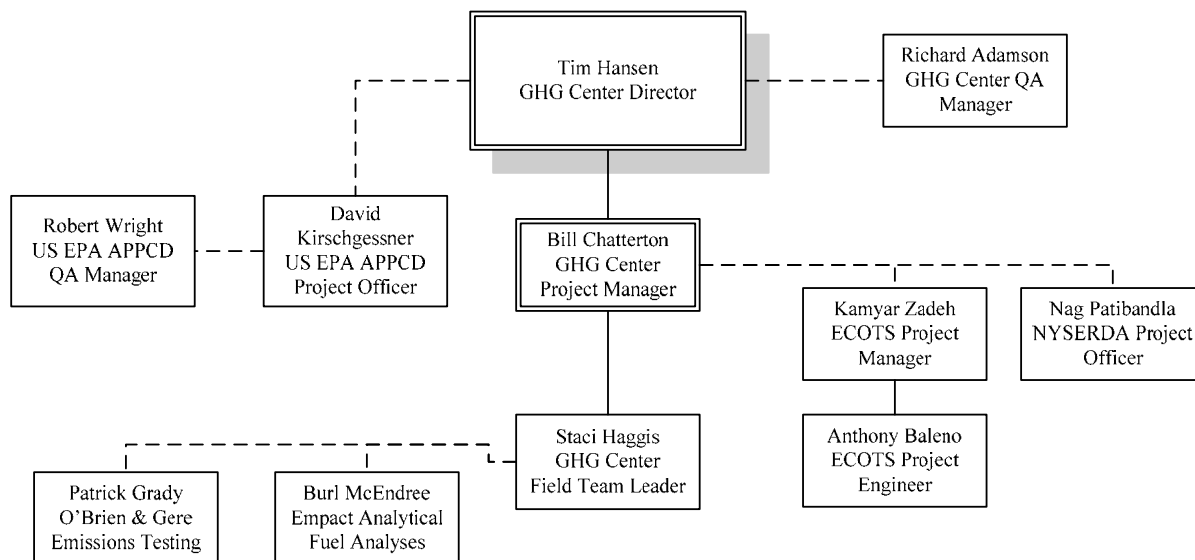 Tim Hansen
GHG Center Director
Richard Adamson
GHG Center QA
Manager
Robert Wright
US EPA APPCD
QA Manager
David
Kirschgessner
US EPA APPCD
Project Officer
Bill Chatterton
GHG Center
Project Manager
Kamyar Zadeh
ECOTS Project
Manager
Nag Patibandla
NYSERDA Project
Officer
Staci Haggis
GHG Center
Field Team Leader
Anthony Baleno
ECOTS Project
Engineer
Patrick Grady
O’Brien & Gere
Emissions Testing
Burl McEndree
Empact Analytical
Fuel Analyses